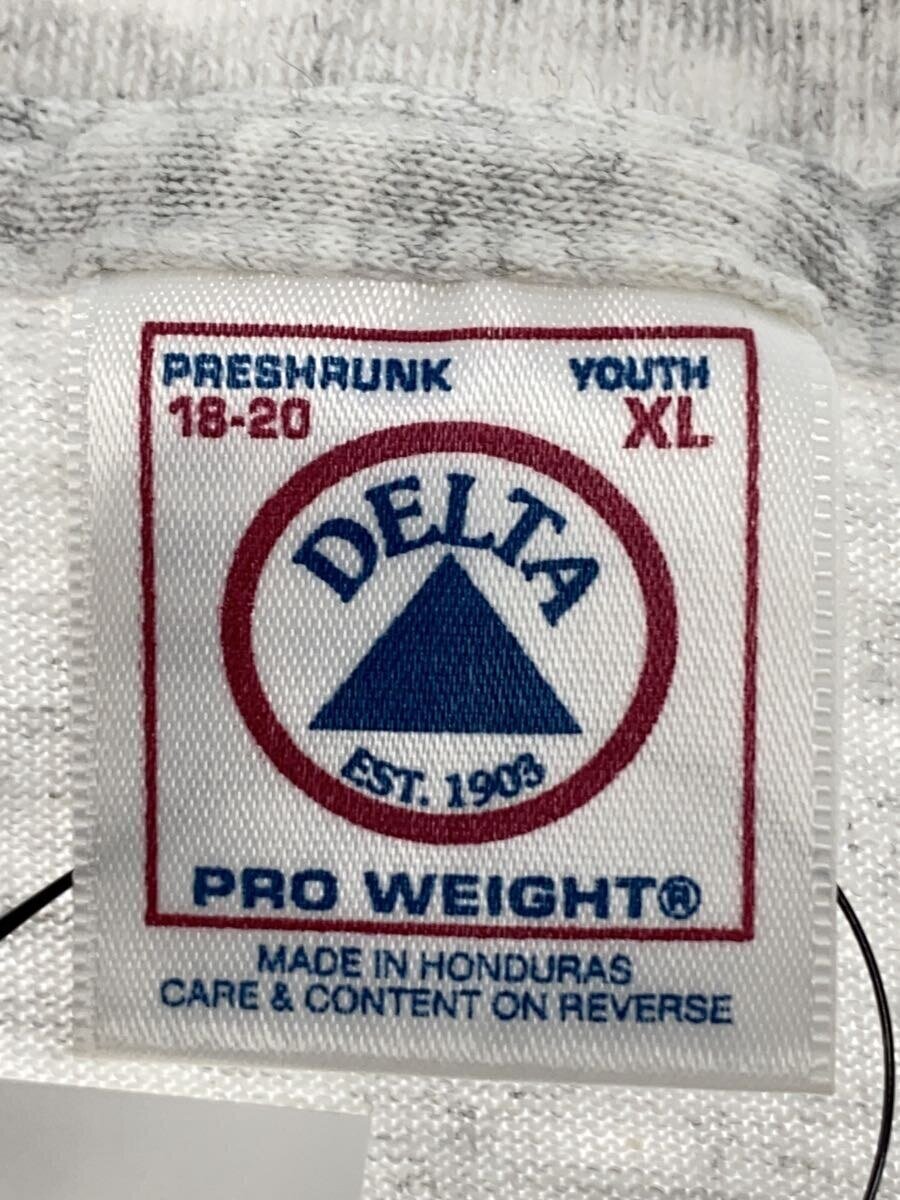 PRESHRUNK YOUTH
18-20 XL
DELTA
EST. 1903
PRO WEIGHT®
MADE IN HONDURAS
CARE & CONTENT ON REVERSE